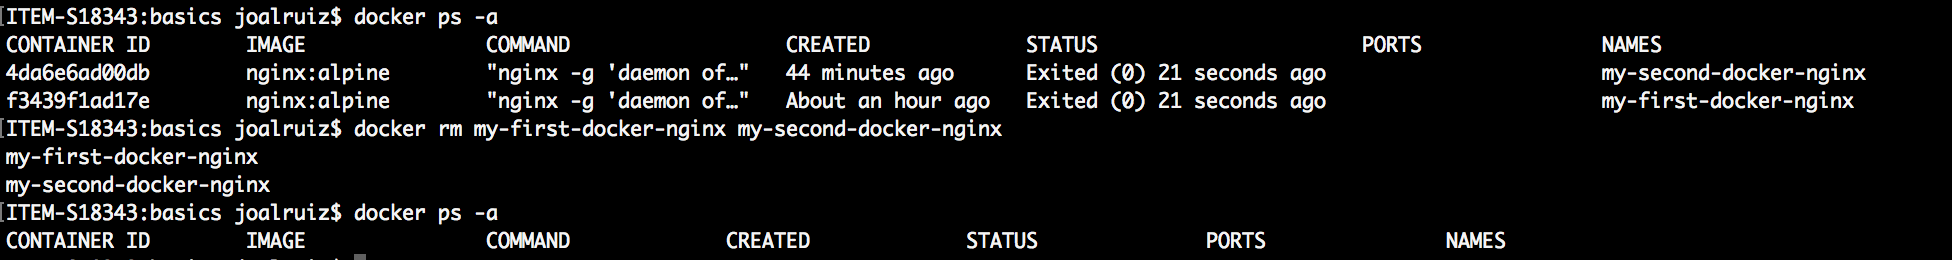 [ITEM-S18343:basics joalruiz$ docker ps -a
CONTAINER ID IMAGE COMMAND CREATED STATUS PORTS NAMES
4da6e6ad00db nginx:alpine "nginx -g 'daemon of…" 44 minutes ago Exited (0) 21 seconds ago my-second-docker-nginx
f3439f1ad17e nginx:alpine "nginx -g 'daemon of…" About an hour ago Exited (0) 21 seconds ago my-first-docker-nginx
[ITEM-S18343:basics joalruiz$ docker rm my-first-docker-nginx my-second-docker-nginx
my-first-docker-nginx
my-second-docker-nginx
[ITEM-S18343:basics joalruiz$ docker ps -a
CONTAINER ID IMAGE COMMAND CREATED STATUS PORTS NAMES